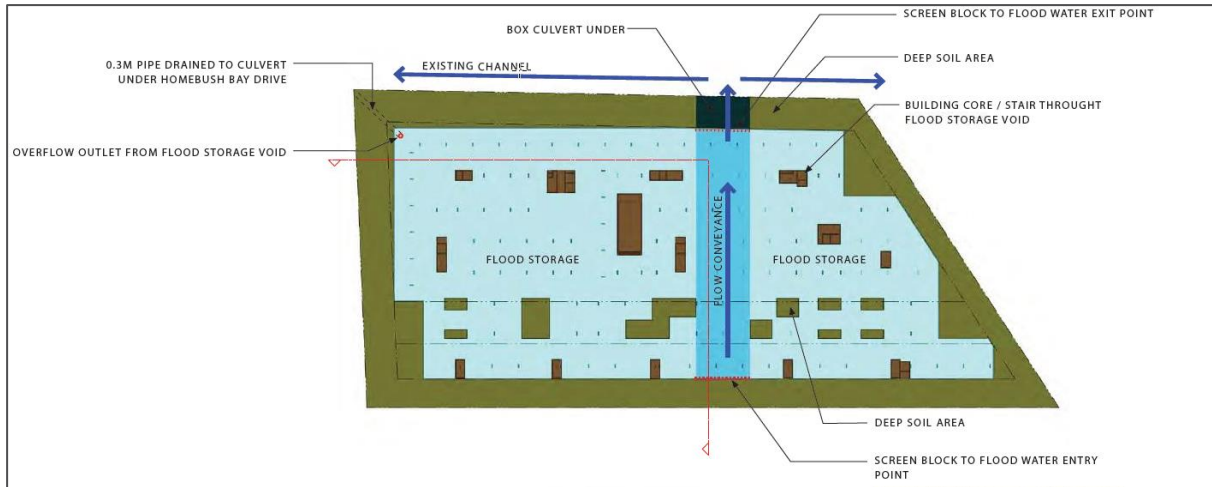 SCREEN BLOCK TO FLOOD WATER EXIT POINT
BOX CULVERT UNDER
DEEP SOIL AREA
0.3M PIPE DRAINED TO CULVERT
UNDER HOMEBUSH BAY DRIVE
EXISTING CHANNEL
BUILDING CORE / STAIR THROUGHT
FLOOD STORAGE VOID
OVERFLOW OUTLET FROM FLOOD STORAGE VOID
FLOW CONVEYANCE
FLOOD STORAGE
FLOOD STORAGE
DEEP SOIL AREA
SCREEN BLOCK TO FLOOD WATER ENTRY
POINT